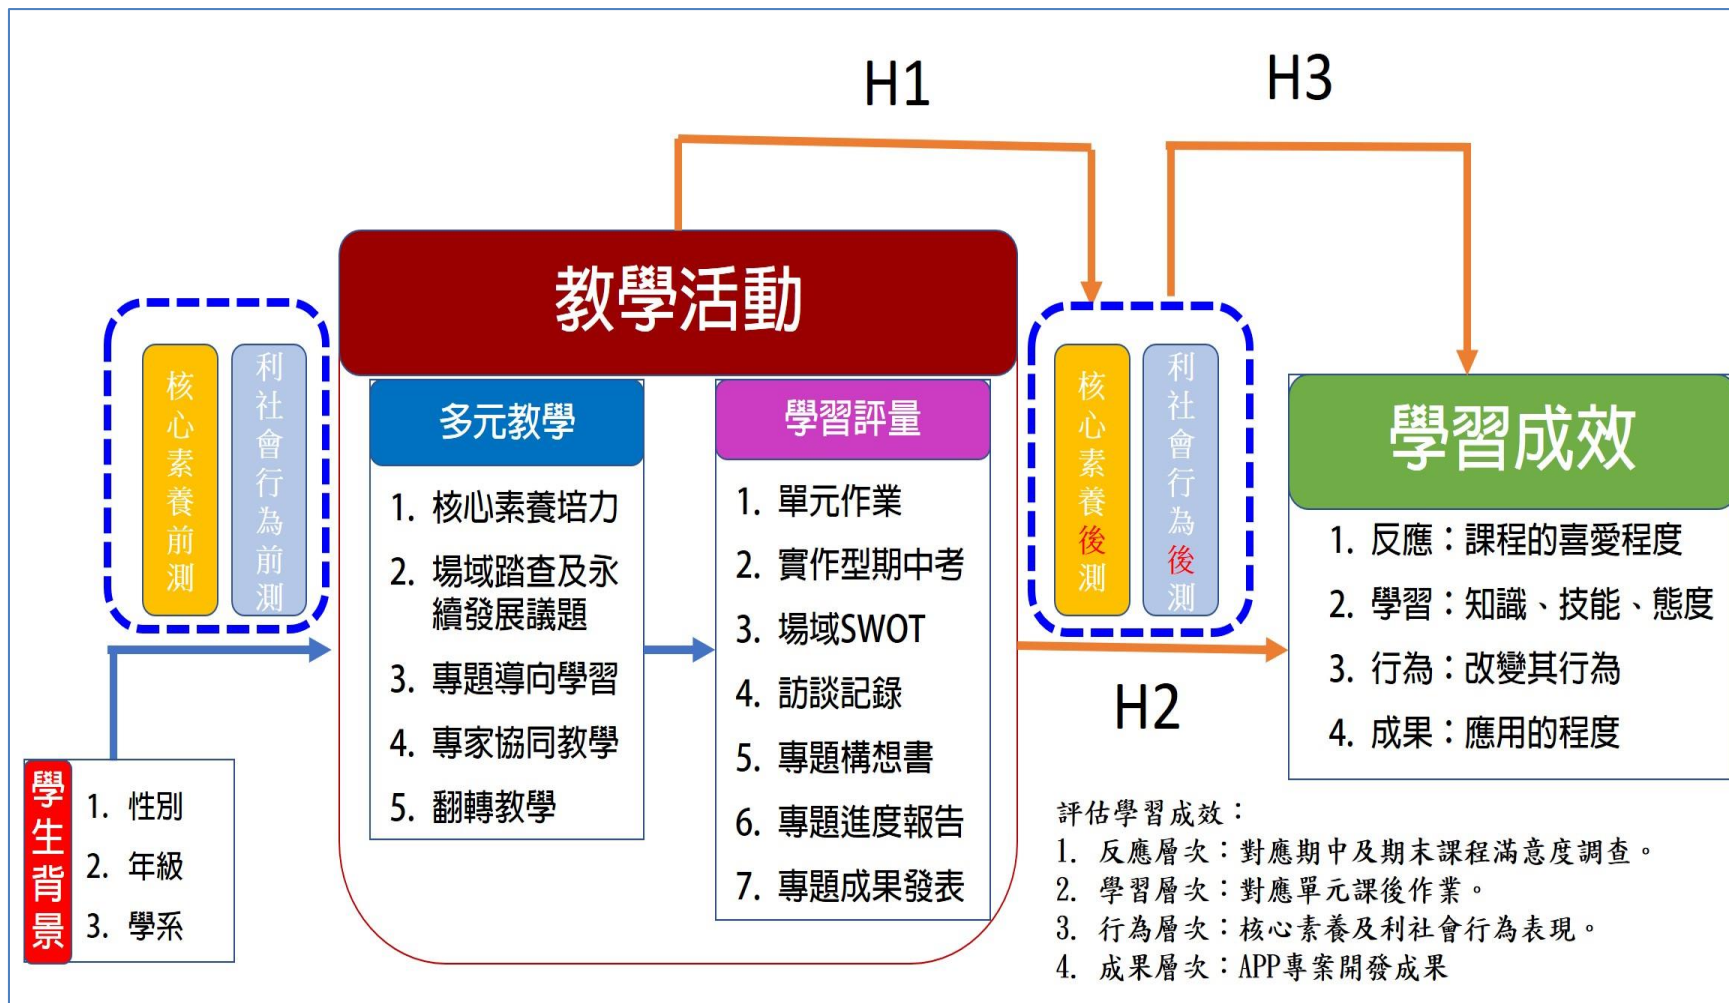 H1
H3
教學活動
核心素養前測
利社會行為前測
多元教學
1. 核心素養培力
2. 場域踏查及永
續發展議題
3. 專題導向學習
4. 專家協同教學
5. 翻轉教學
學習評量
1. 單元作業
2. 實作型期中考
3. 場域SWOT
4. 訪談記錄
5. 專題構想書
6. 專題進度報告
7. 專題成果發表
核心素養後測
利社會行為後測
H2
學習成效
1. 反應：課程的喜愛程度
2. 學習：知識、技能、態度
3. 行為：改變其行為
4. 成果：應用的程度
學生背景
1. 性別
2. 年級
3. 學系
評估學習成效：
1. 反應層次：對應期中及期末課程滿意度調查。
2. 學習層次：對應單元課後作業。
3. 行為層次：核心素養及利社會行為表現。
4. 成果層次：APP專案開發成果